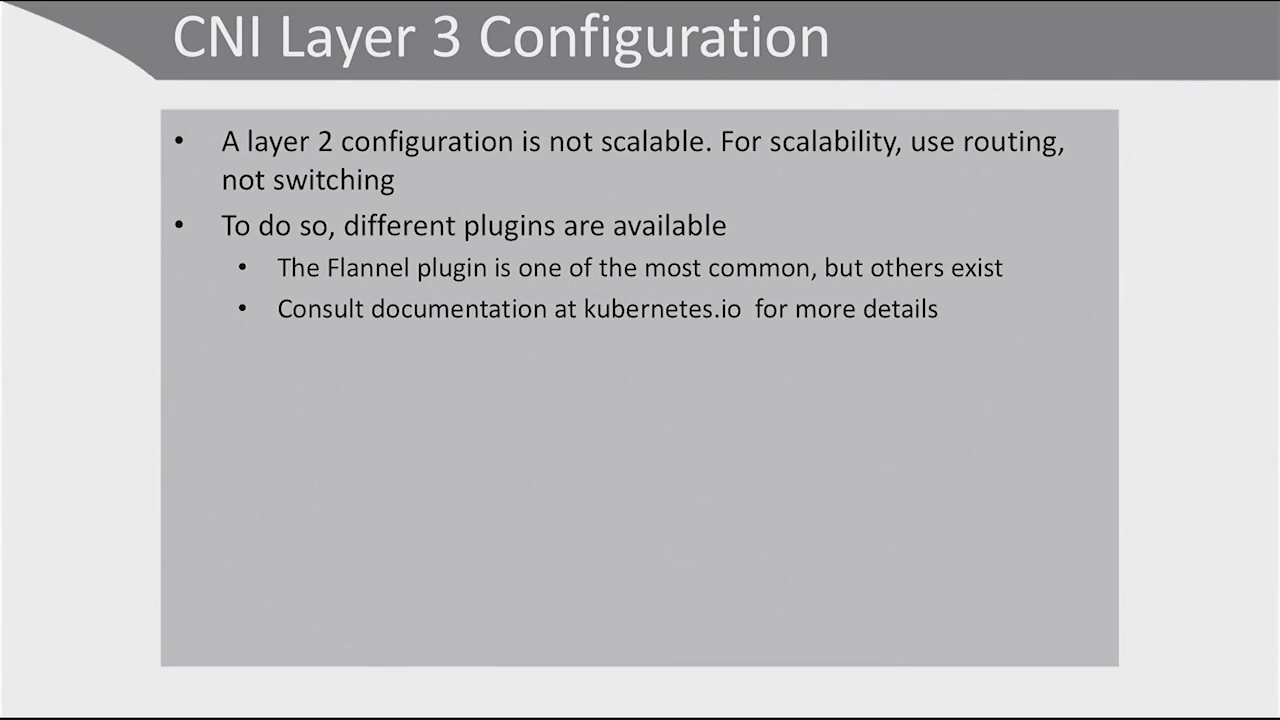 CNI Layer 3 Configuration
• A layer 2 configuration is not scalable. For scalability, use routing,
not switching
• To do so, different plugins are available
• The Flannel plugin is one of the most common, but others exist
• Consult documentation at kubernetes.io  for more details